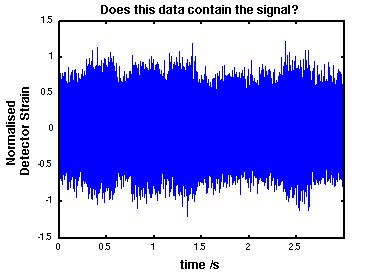 Does this data contain the signal?
1.5
1
0.5
0
-0.5
-1
-1.5
Normalised
Detector Strain
0 0.5 1 1.5 2 2.5
time /s